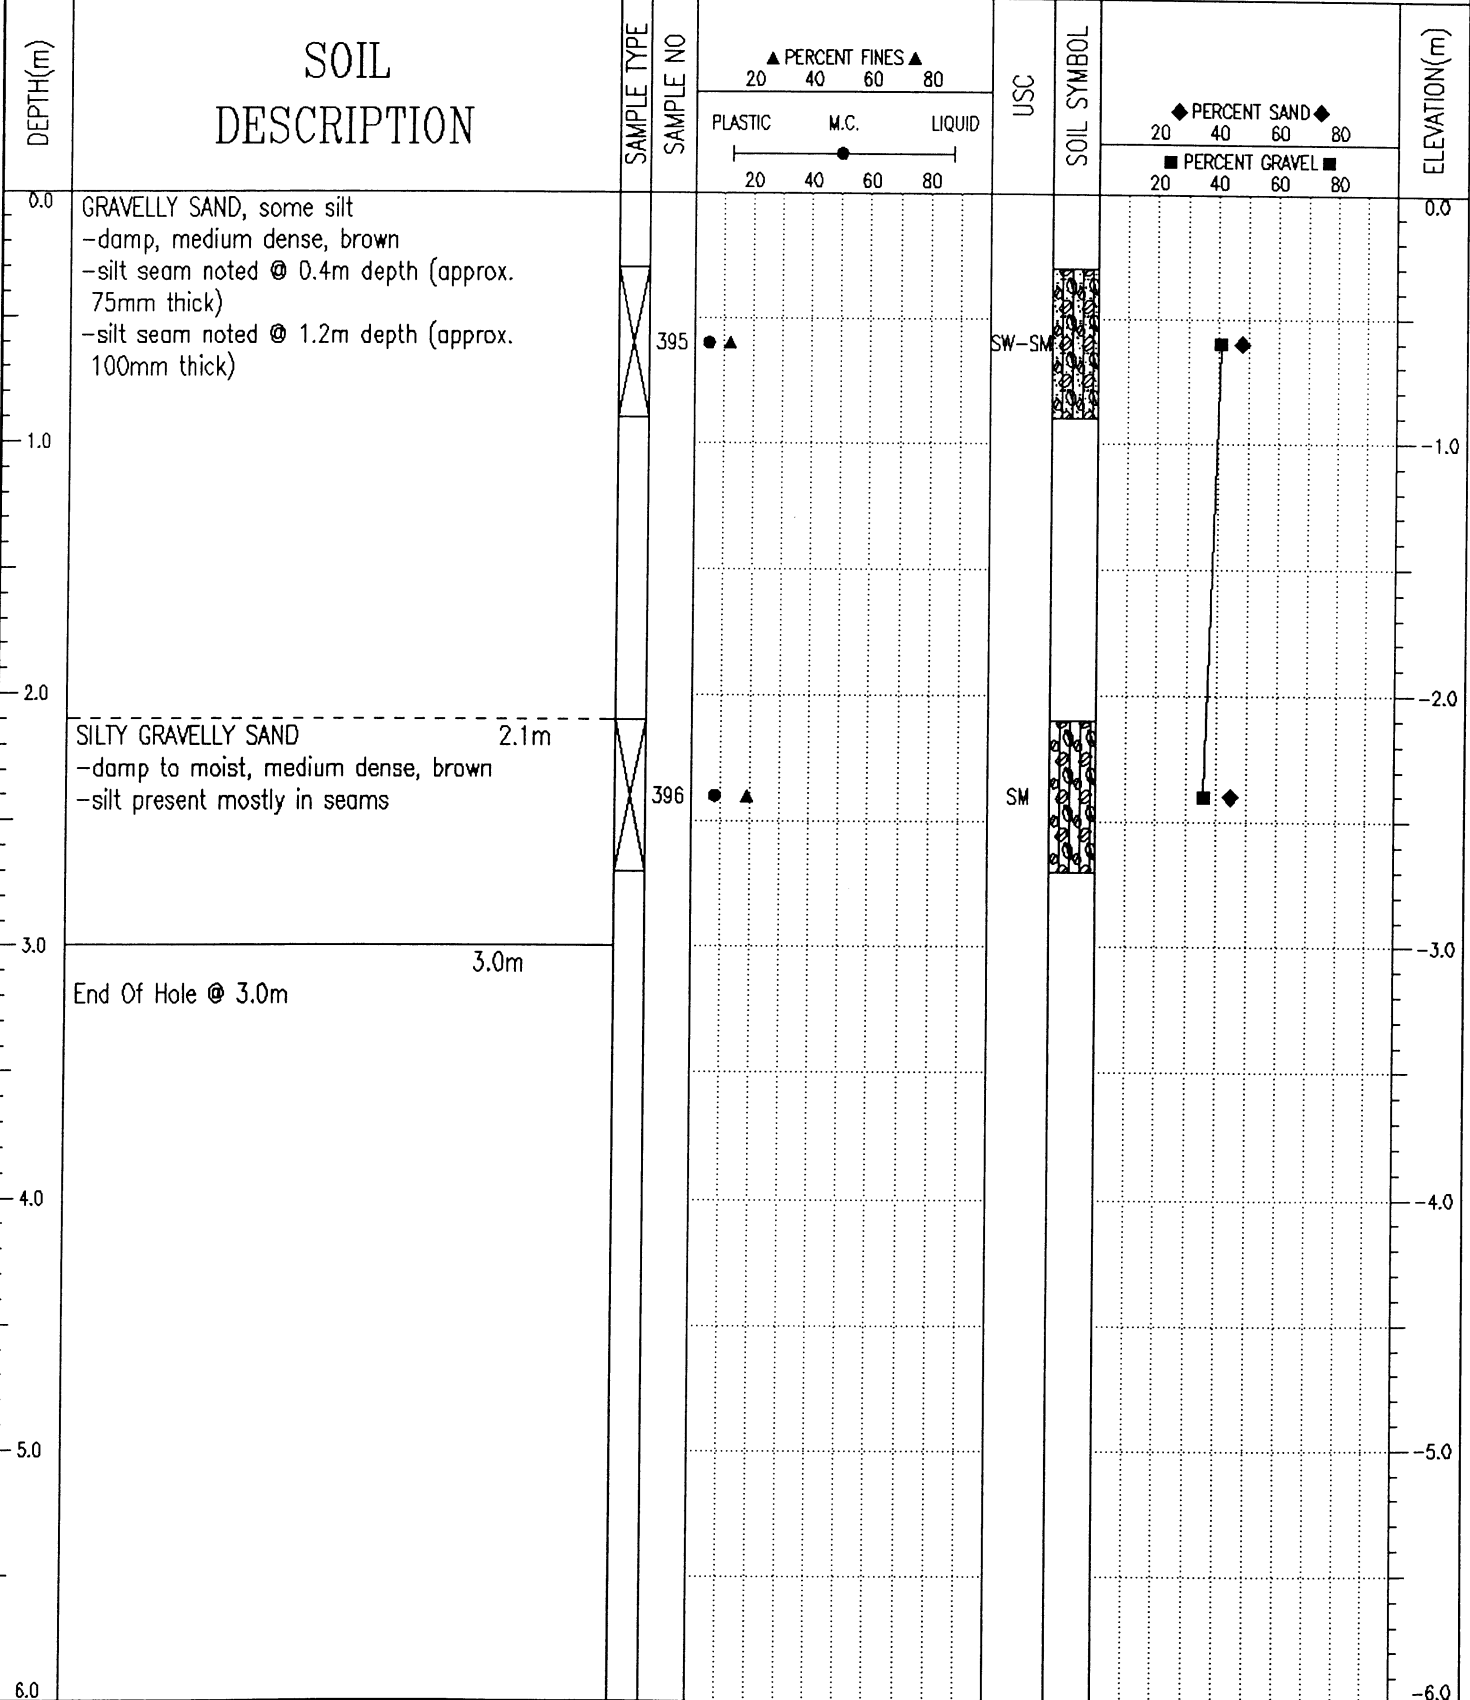 DEPTH(m)
SOIL
DESCRIPTION
SAMPLE TYPE
SAMPLE NO
▲ PERCENT FINES ▲
20 40 60 80
PLASTIC M.C. LIQUID
20 40 60 80
USC
SOIL SYMBOL
◆ PERCENT SAND ◆
20 40 60 80
■ PERCENT GRAVEL ■
20 40 60 80
ELEVATION(m)
0.0
GRAVELLY SAND, some silt
-damp, medium dense, brown
-silt seam noted @ 0.4m depth (approx.
75mm thick)
-silt seam noted @ 1.2m depth (approx.
100mm thick)
395
SW-SM
0.0
1.0
-1.0
2.0
-2.0
SILTY GRAVELLY SAND 2.1m
-damp to moist, medium dense, brown
-silt present mostly in seams
396
SM
3.0
-3.0
3.0m
End Of Hole @ 3.0m
4.0
-4.0
5.0
-5.0
6.0
-6.0